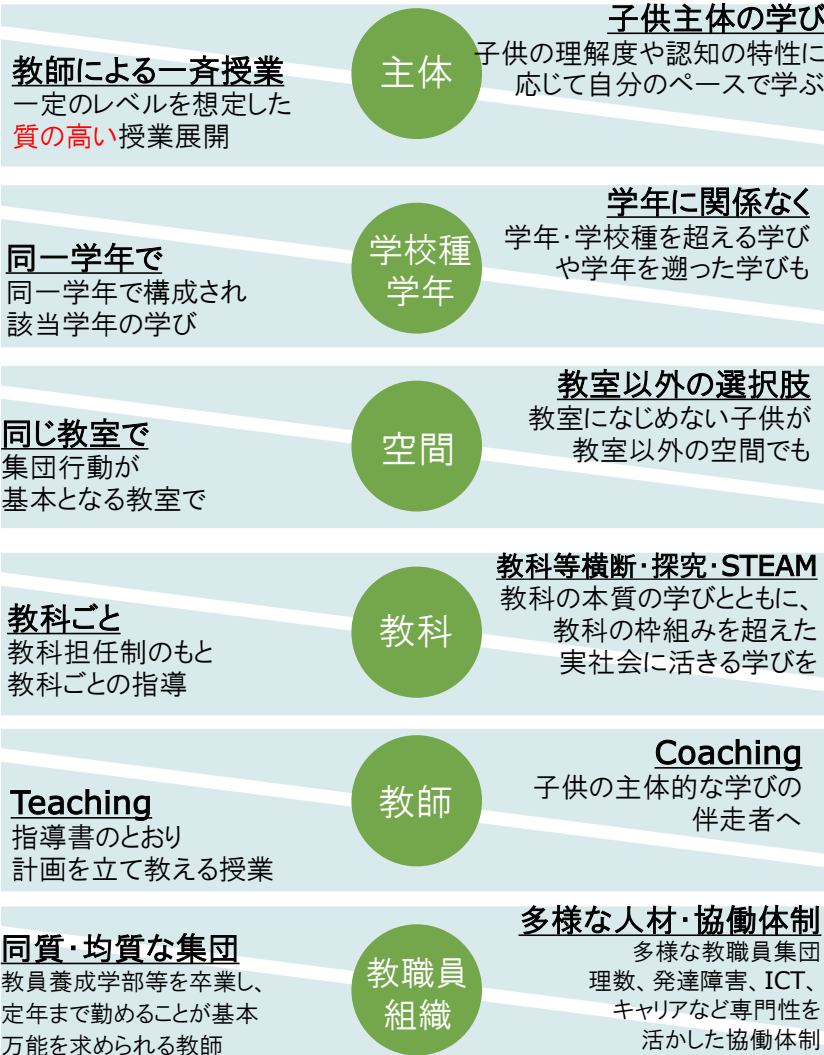 教師による一斉授業
一定のレベルを想定した
質の高い授業展開
主体
子供主体の学び
子供の理解度や認知の特性に
応じて自分のペースで学ぶ
同一学年で
同一学年で構成され
該当学年の学び
学校種
学年
学年に関係なく
学年・学校種を超える学び
や学年を遡った学びも
同じ教室で
集団行動が
基本となる教室で
空間
教室以外の選択肢
教室になじめない子供が
教室以外の空間でも
教科ごと
教科担任制のもと
教科ごとの指導
教科
教科等横断・探究・STEAM
教科の本質の学びとともに、
教科の枠組みを超えた
実社会に活きる学びを
Teaching
指導書のとおり
計画を立て教える授業
教師
Coaching
子供の主体的な学びの
伴走者へ
同質・均質な集団
教員養成学部等を卒業し、
定年まで勤めることが基本
万能を求められる教師
教職員
組織
多様な人材・協働体制
多様な教職員集団
理数、発達障害、ICT、
キャリアなど専門性を
活かした協働体制